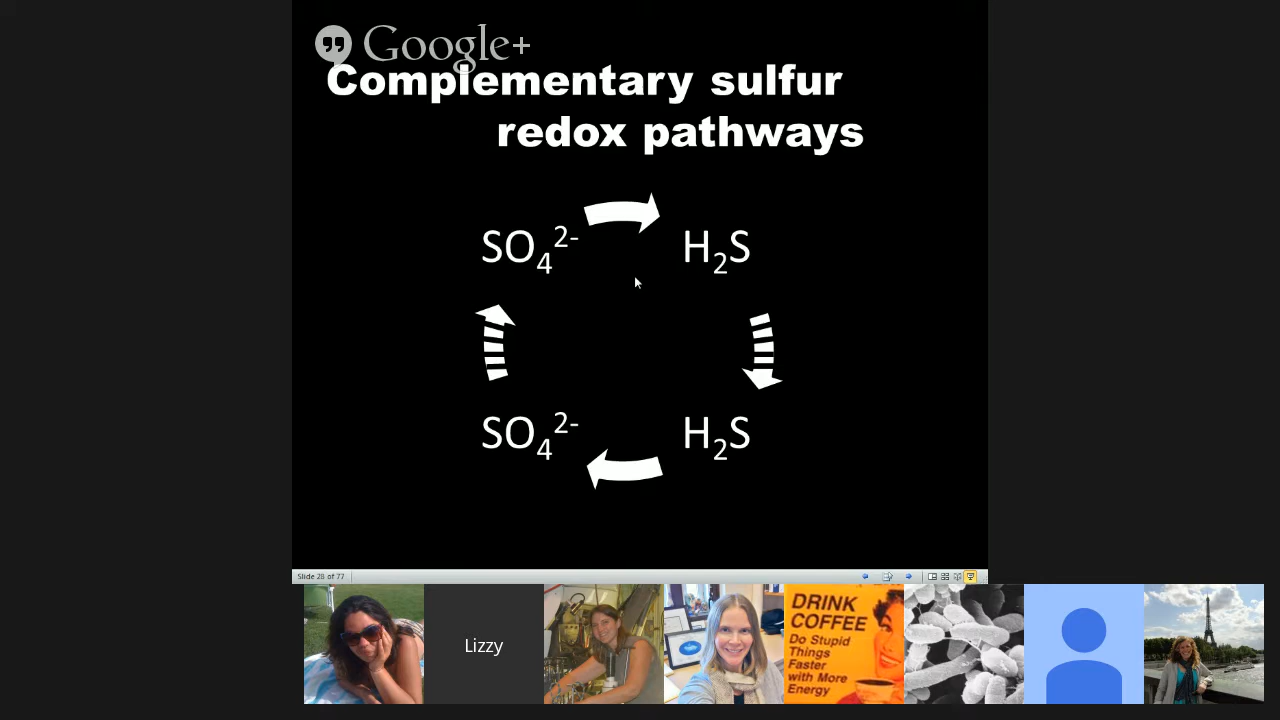 Google+
Complementary sulfur
redox pathways
SO₄²⁻ H₂S
SO₄²⁻ H₂S
Slide 28 of 77
Lizzy
DRINK
COFFEE
Do Stupid
Things
Faster
with More
Energy